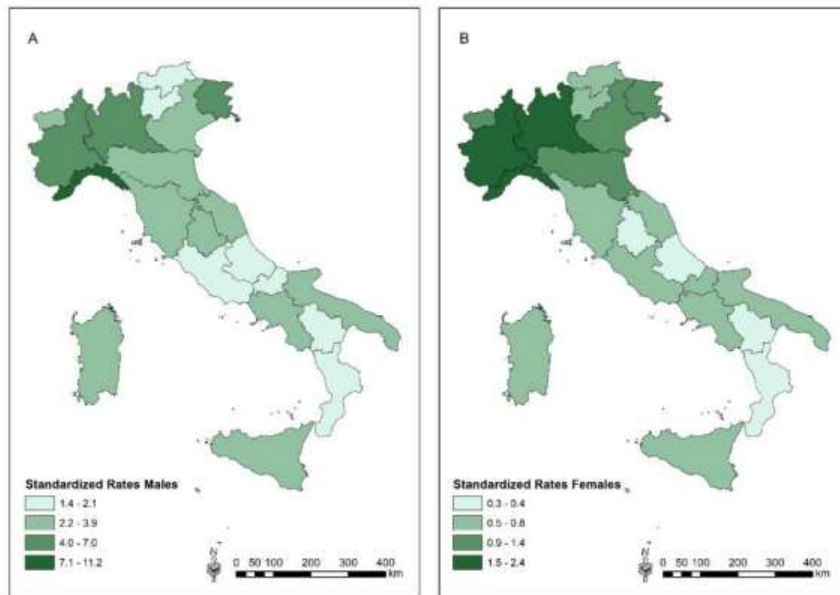 A
Standardized Rates Males
1.4 - 2.1
2.2 - 3.9
4.0 - 7.0
7.1 - 11.2
0 50 100 200 300 400
km
B
Standardized Rates Females
0.3 - 0.4
0.5 - 0.8
0.9 - 1.4
1.5 - 2.4
0 50 100 200 300 400
km